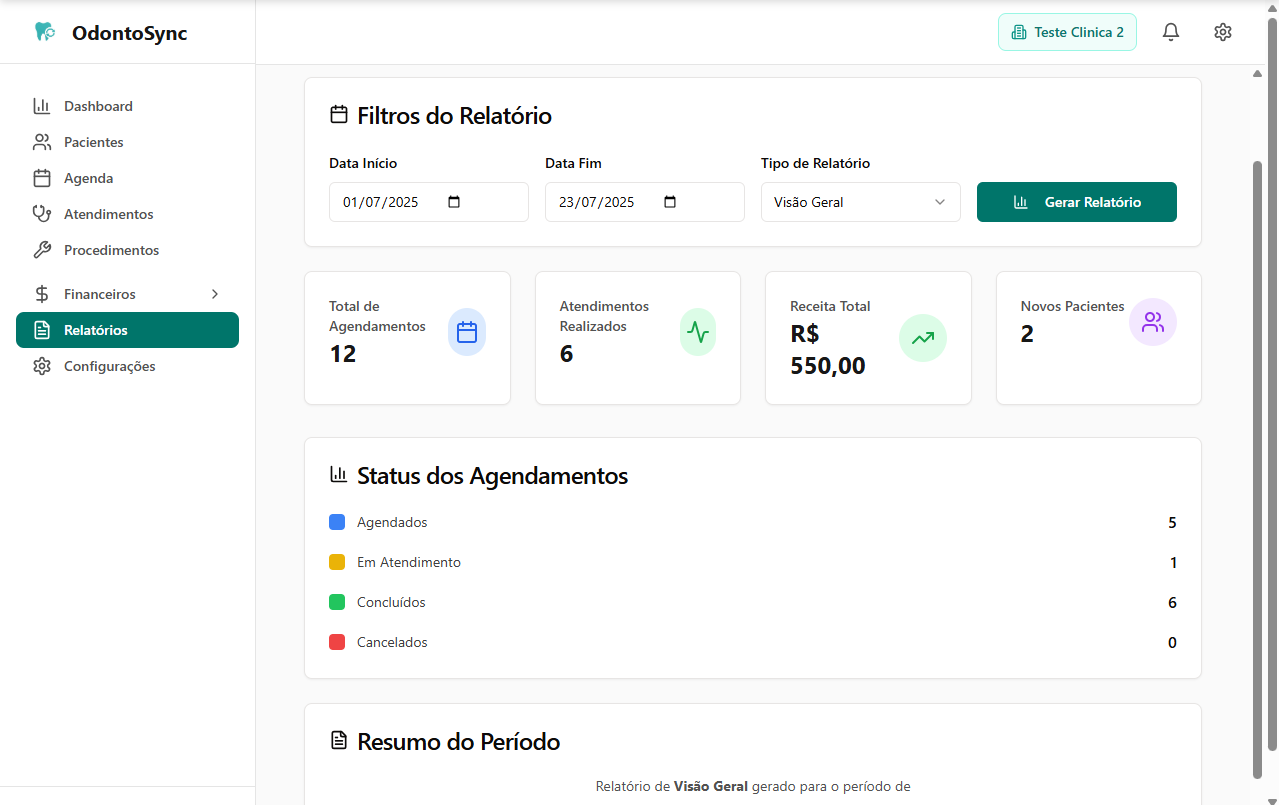 OdontoSync
Teste Clinica 2
Dashboard
Pacientes
Agenda
Atendimentos
Procedimentos
Financeiros
Relatórios
Configurações
Filtros do Relatório
Data Início
Data Fim
Tipo de Relatório
01/07/2025
23/07/2025
Visão Geral
Gerar Relatório
Total de
Agendamentos
12
Atendimentos
Realizados
6
Receita Total
R$
550,00
Novos Pacientes
2
Status dos Agendamentos
Agendados 5
Em Atendimento 1
Concluídos 6
Cancelados 0
Resumo do Período
Relatório de Visão Geral gerado para o período de